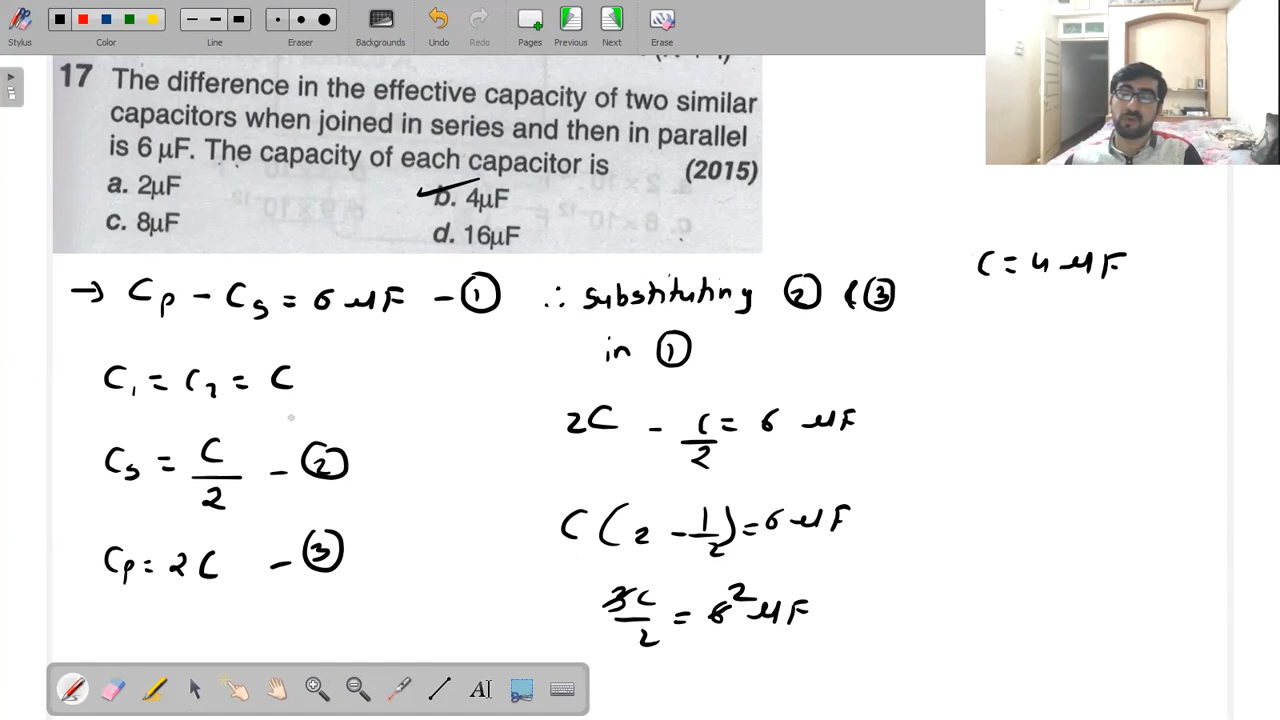 Stylus
Color
Line
Eraser
Backgrounds
Undo
Redo
Pages
Previous
Next
Erase
17 The difference in the effective capacity of two similar
capacitors when joined in series and then in parallel
is 6 μF. The capacity of each capacitor is (2015)
a. 2μF
b. 4μF
c. 8μF
d. 16μF
→ Cp - Cs = 6 μF - ①
C₁ = C₂ = C
Cs = C/2 - ②
Cp = 2C - ③
∴ substituting ② & ③
in ①
2C - C/2 = 6 μF
C(2 - 1/2) = 6 μF
3C/2 = 6 2 μF
C = 4 μF